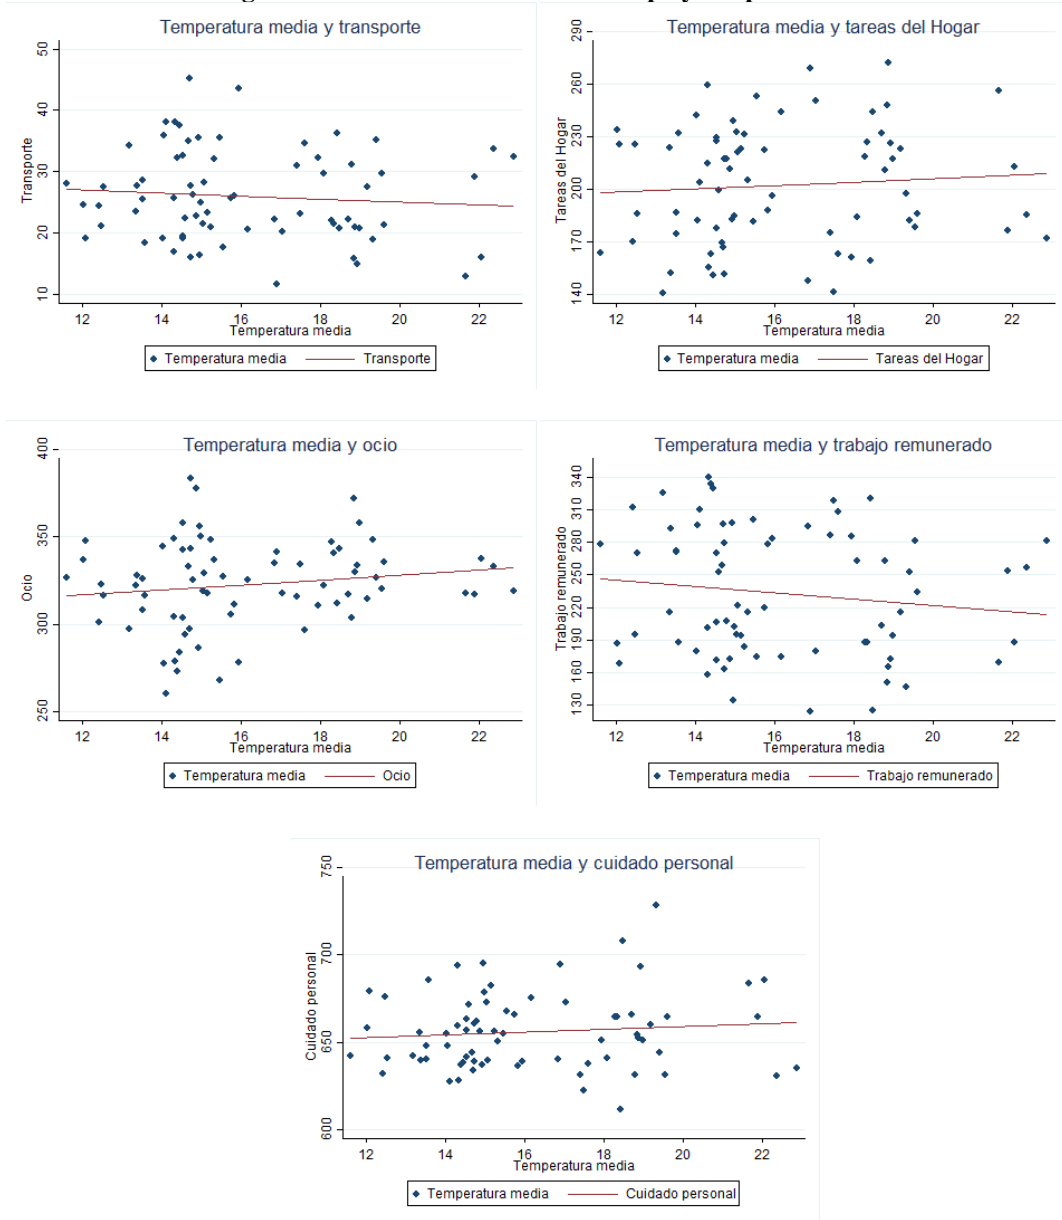 Temperatura media y transporte
50
40
30
20
10
Transporte
12 14 16 18 20 22
Temperatura media
Temperatura media Transporte
Temperatura media y tareas del Hogar
290
260
230
200
170
140
Tareas del Hogar
12 14 16 18 20 22
Temperatura media
Temperatura media Tareas del Hogar
Temperatura media y ocio
400
350
300
250
Ocio
12 14 16 18 20 22
Temperatura media
Temperatura media Ocio
Temperatura media y trabajo remunerado
340
310
280
250
220
190
160
130
Trabajo remunerado
12 14 16 18 20 22
Temperatura media
Temperatura media Trabajo remunerado
Temperatura media y cuidado personal
750
700
650
600
Cuidado personal
12 14 16 18 20 22
Temperatura media
Temperatura media Cuidado personal